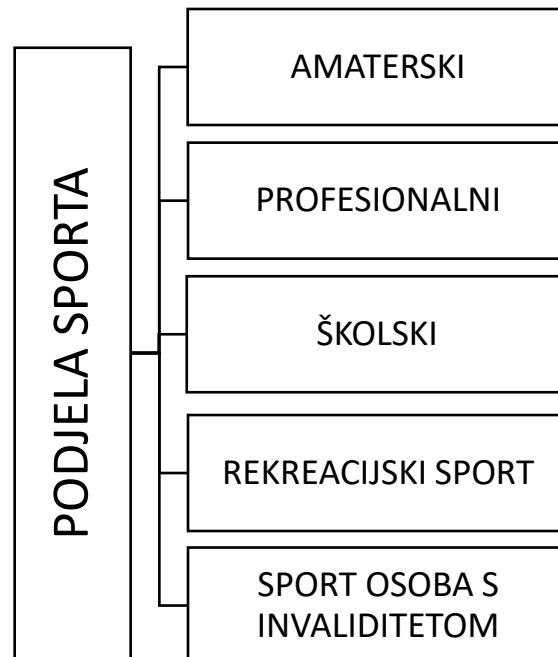 PODJELA SPORTA
AMATERSKI
PROFESIONALNI
ŠKOLSKI
REKREACIJSKI SPORT
SPORT OSOBA S
INVALIDITETOM